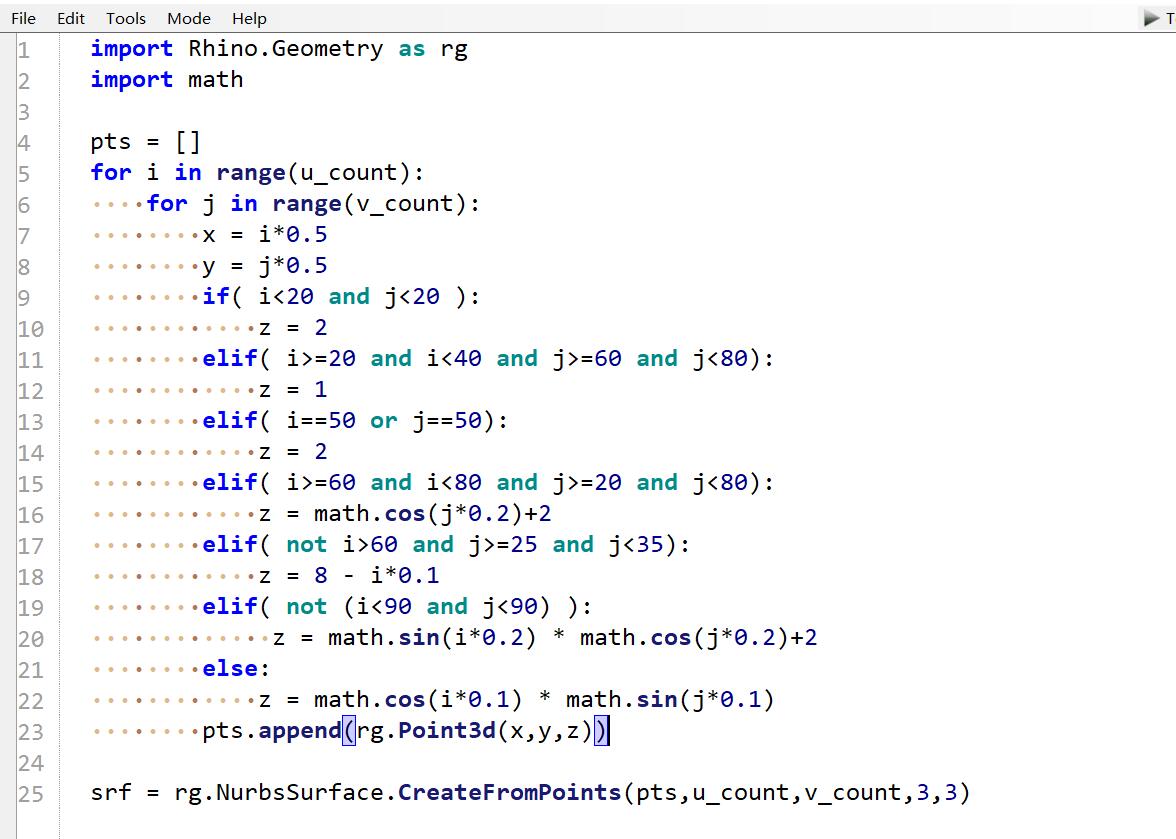 File Edit Tools Mode Help T
1 import Rhino.Geometry as rg
2 import math
3
4 pts = []
5 for i in range(u_count):
6     for j in range(v_count):
7         x = i*0.5
8         y = j*0.5
9         if( i<20 and j<20 ):
10             z = 2
11         elif( i>=20 and i<40 and j>=60 and j<80):
12             z = 1
13         elif( i==50 or j==50):
14             z = 2
15         elif( i>=60 and i<80 and j>=20 and j<80):
16             z = math.cos(j*0.2)+2
17         elif( not i>60 and j>=25 and j<35):
18             z = 8 - i*0.1
19         elif( not (i<90 and j<90) ):
20              z = math.sin(i*0.2) * math.cos(j*0.2)+2
21         else:
22             z = math.cos(i*0.1) * math.sin(j*0.1)
23         pts.append(rg.Point3d(x,y,z))
24
25 srf = rg.NurbsSurface.CreateFromPoints(pts,u_count,v_count,3,3)